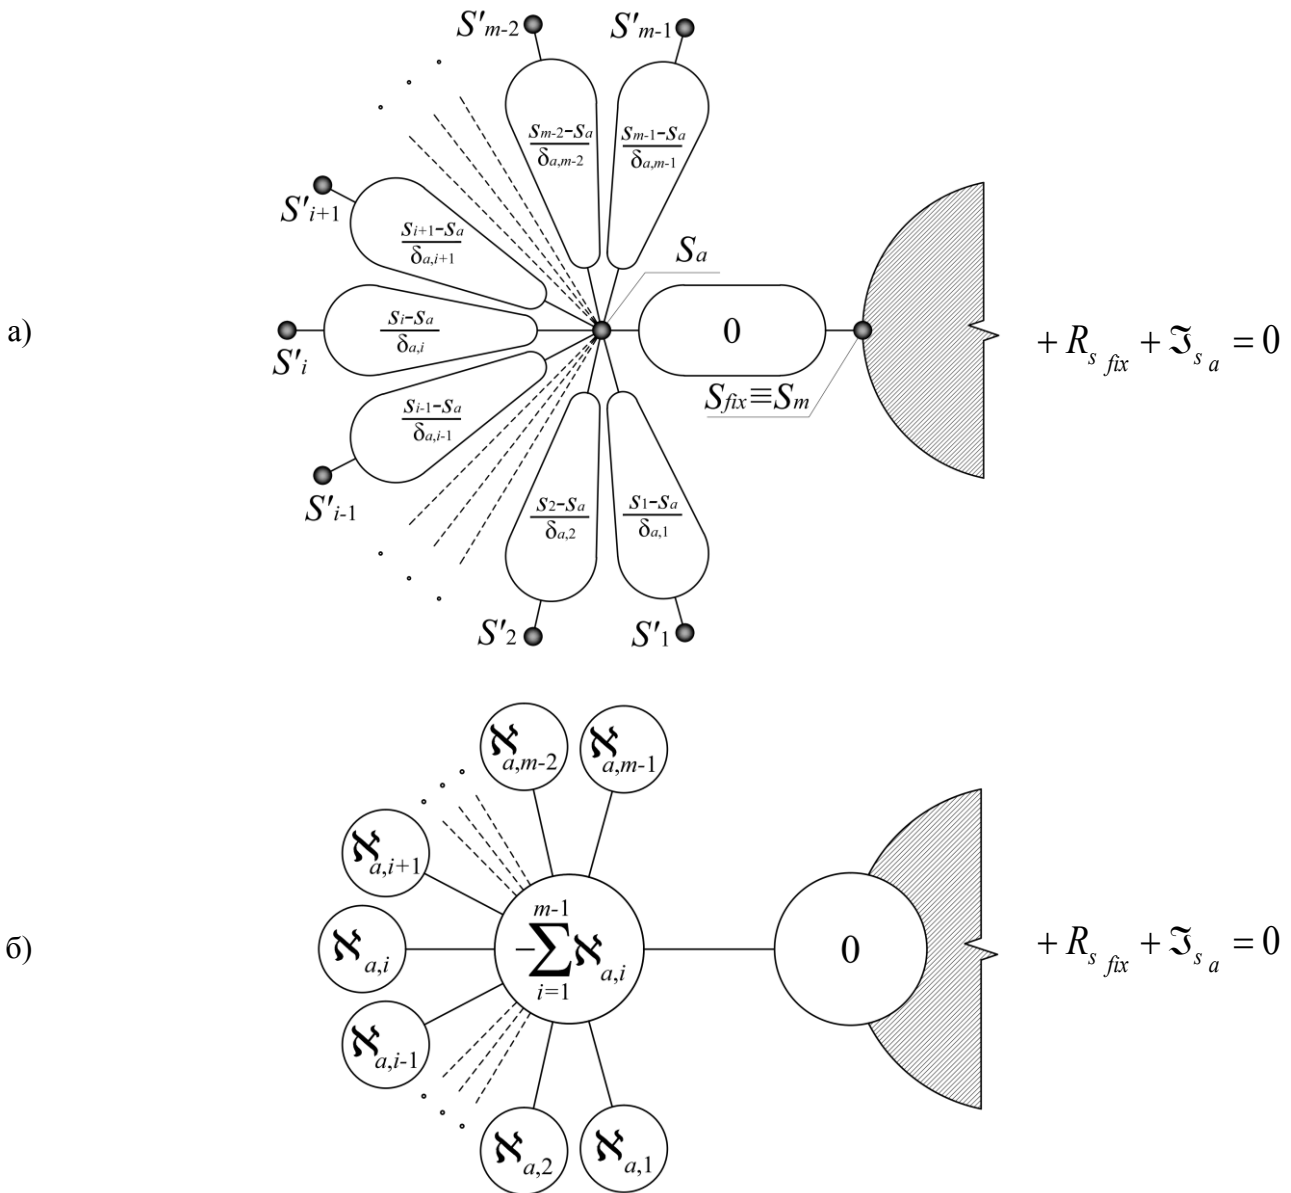 S'm-2
S'm-1
sm-2-sa
δa,m-2
sm-1-sa
δa,m-1
S'i+1
si+1-sa
δa,i+1
Sa
а)
S'i
si-sa
δa,i
0
+ Rs fix + ℑs a = 0
Sfix≡Sm
si-1-sa
δa,i-1
S'i-1
s2-sa
δa,2
s1-sa
δa,1
S'2
S'1
ℵa,m-2
ℵa,m-1
ℵa,i+1
б)
ℵa,i
m-1
-∑ℵa,i
i=1
0
+ Rs fix + ℑs a = 0
ℵa,i-1
ℵa,2
ℵa,1